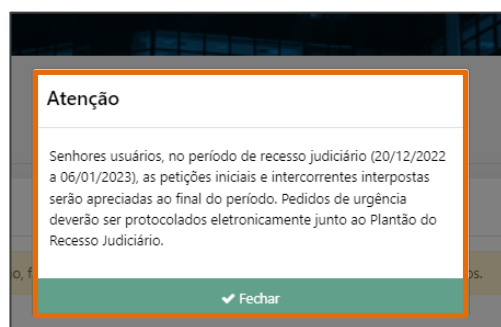 Atenção
Senhores usuários, no período de recesso judiciário (20/12/2022
a 06/01/2023), as petições iniciais e intercorrentes interpostas
serão apreciadas ao final do período. Pedidos de urgência
deverão ser protocolados eletronicamente junto ao Plantão do
Recesso Judiciário.
Fechar